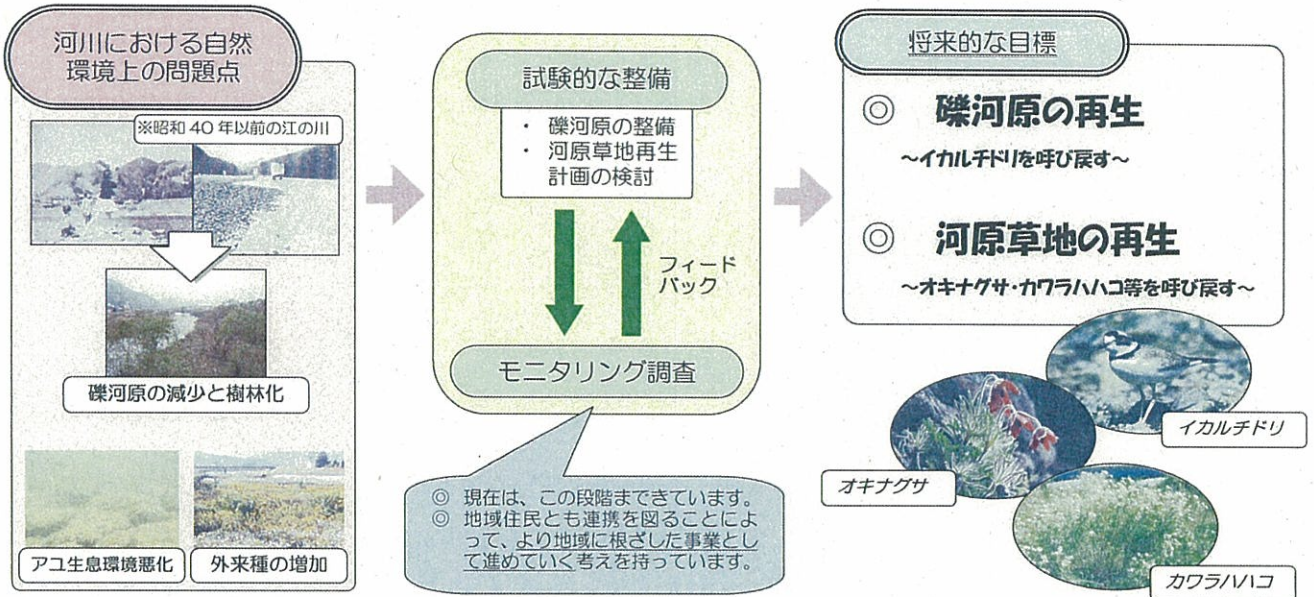 河川における自然
環境上の問題点
※昭和 40 年以前の江の川
礫河原の減少と樹林化
アユ生息環境悪化
外来種の増加
試験的な整備
・ 礫河原の整備
・ 河原草地再生
計画の検討
フィード
バック
モニタリング調査
◎ 現在は、この段階まできています。
◎ 地域住民とも連携を図ることによ
って、より地域に根ざした事業とし
て進めていく考えを持っています。
将来的な目標
◎ 礫河原の再生
~イカルチドリを呼び戻す~
◎ 河原草地の再生
~オキナグサ・カワラハハコ等を呼び戻す~
イカルチドリ
オキナグサ
カワラハハコ